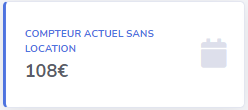 COMPTEUR ACTUEL SANS
LOCATION
108€